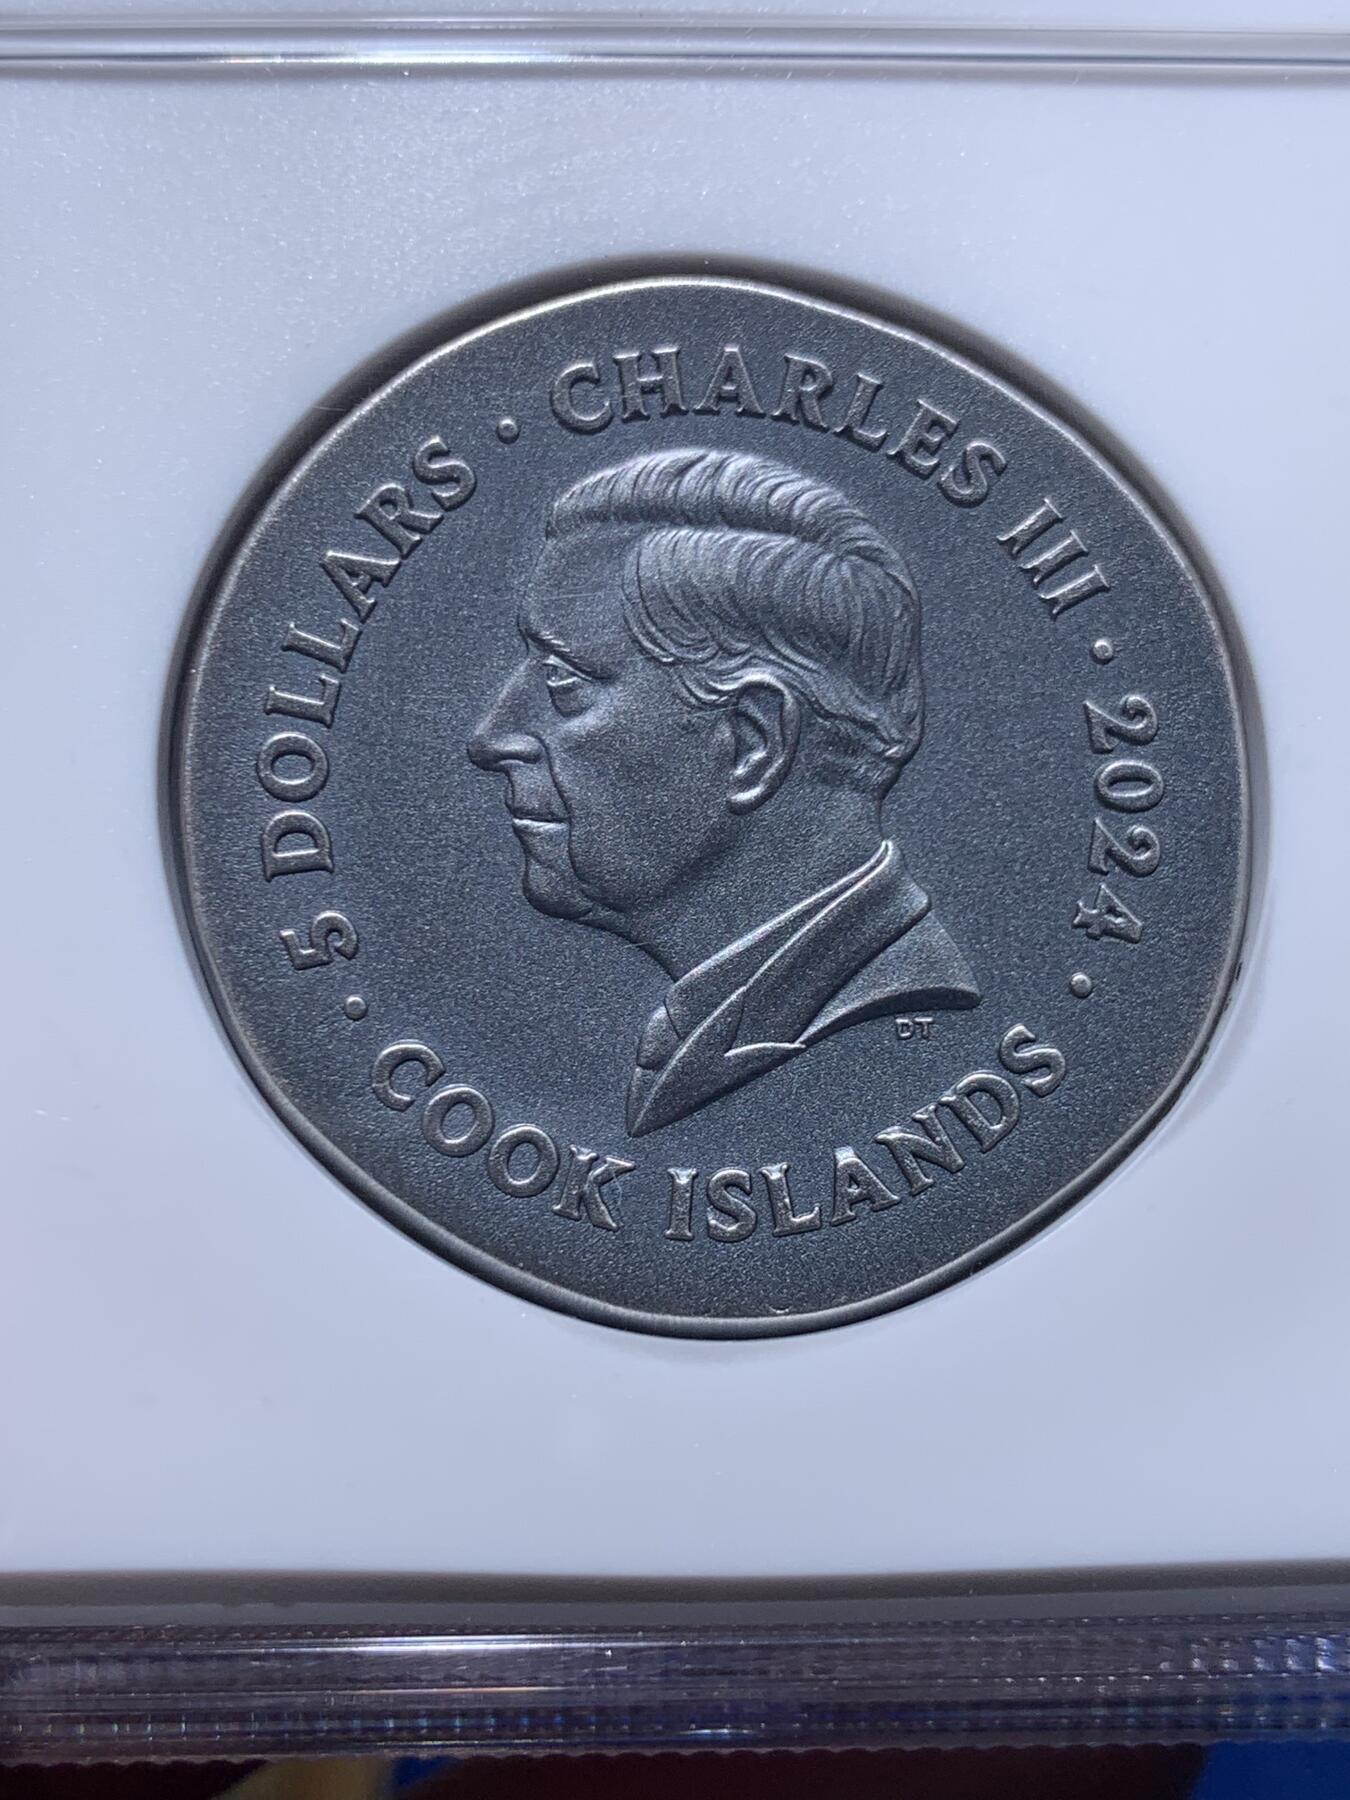 5 DOLLARS · CHARLES III · 2024 ·
COOK ISLANDS ·
DT